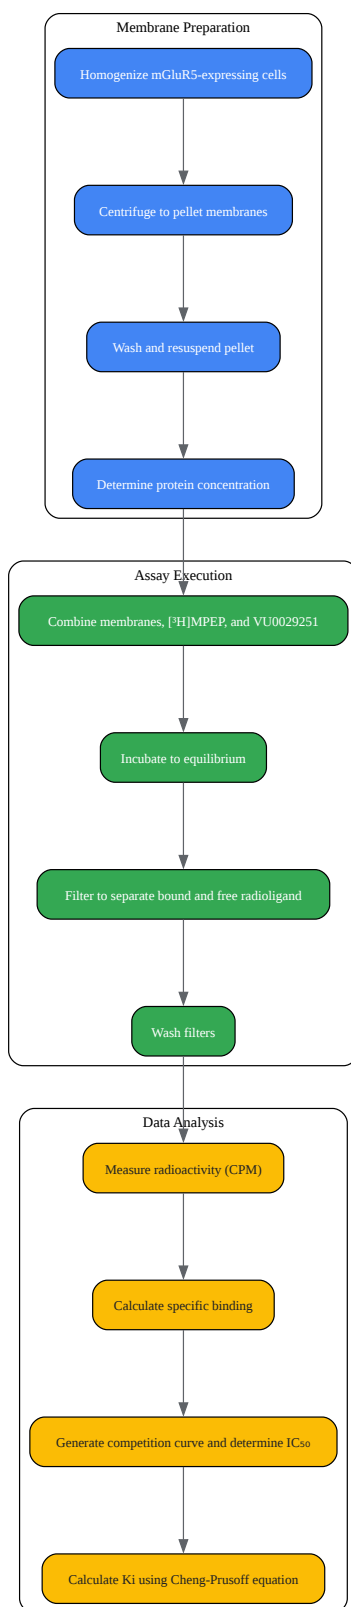 Membrane Preparation
Homogenize mGluR5-expressing cells
Centrifuge to pellet membranes
Wash and resuspend pellet
Determine protein concentration
Assay Execution
Combine membranes, [³H]MPEP, and VU0029251
Incubate to equilibrium
Filter to separate bound and free radioligand
Wash filters
Data Analysis
Measure radioactivity (CPM)
Calculate specific binding
Generate competition curve and determine IC₅₀
Calculate Ki using Cheng-Prusoff equation